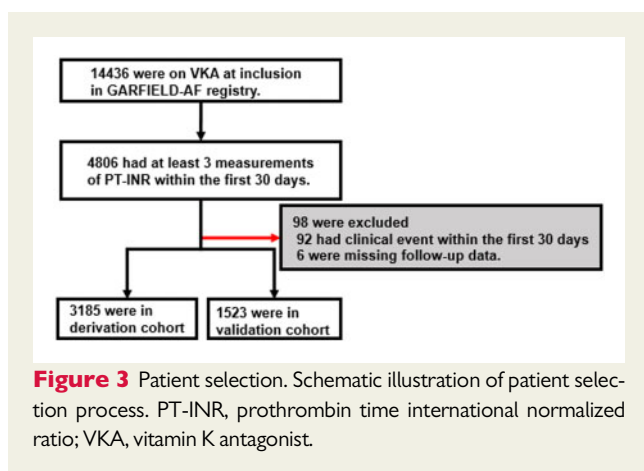 14436 were on VKA at inclusion
in GARFIELD-AF registry.
4806 had at least 3 measurements
of PT-INR within the first 30 days.
98 were excluded
92 had clinical event within the first 30 days
6 were missing follow-up data.
3185 were in
derivation cohort
1523 were in
validation cohort
Figure 3 Patient selection. Schematic illustration of patient selec-
tion process. PT-INR, prothrombin time international normalized
ratio; VKA, vitamin K antagonist.